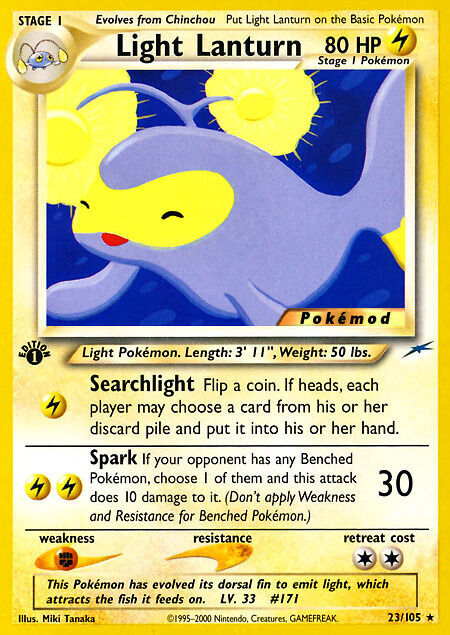 STAGE 1
Evolves from Chinchou Put Light Lanturn on the Basic Pokémon
Light Lanturn 80 HP
Stage 1 Pokémon
Pokémod
EDITION
1
Light Pokémon. Length: 3' 11", Weight: 50 lbs.
Searchlight Flip a coin. If heads, each
player may choose a card from his or her
discard pile and put it into his or her hand.
Spark If your opponent has any Benched
Pokémon, choose 1 of them and this attack
does 10 damage to it. (Don't apply Weakness
and Resistance for Benched Pokémon.)
30
weakness resistance retreat cost
This Pokémon has evolved its dorsal fin to emit light, which
attracts the fish it feeds on. LV. 33 #171
Illus. Miki Tanaka ©1995–2000 Nintendo, Creatures, GAMEFREAK. 23/105 ★